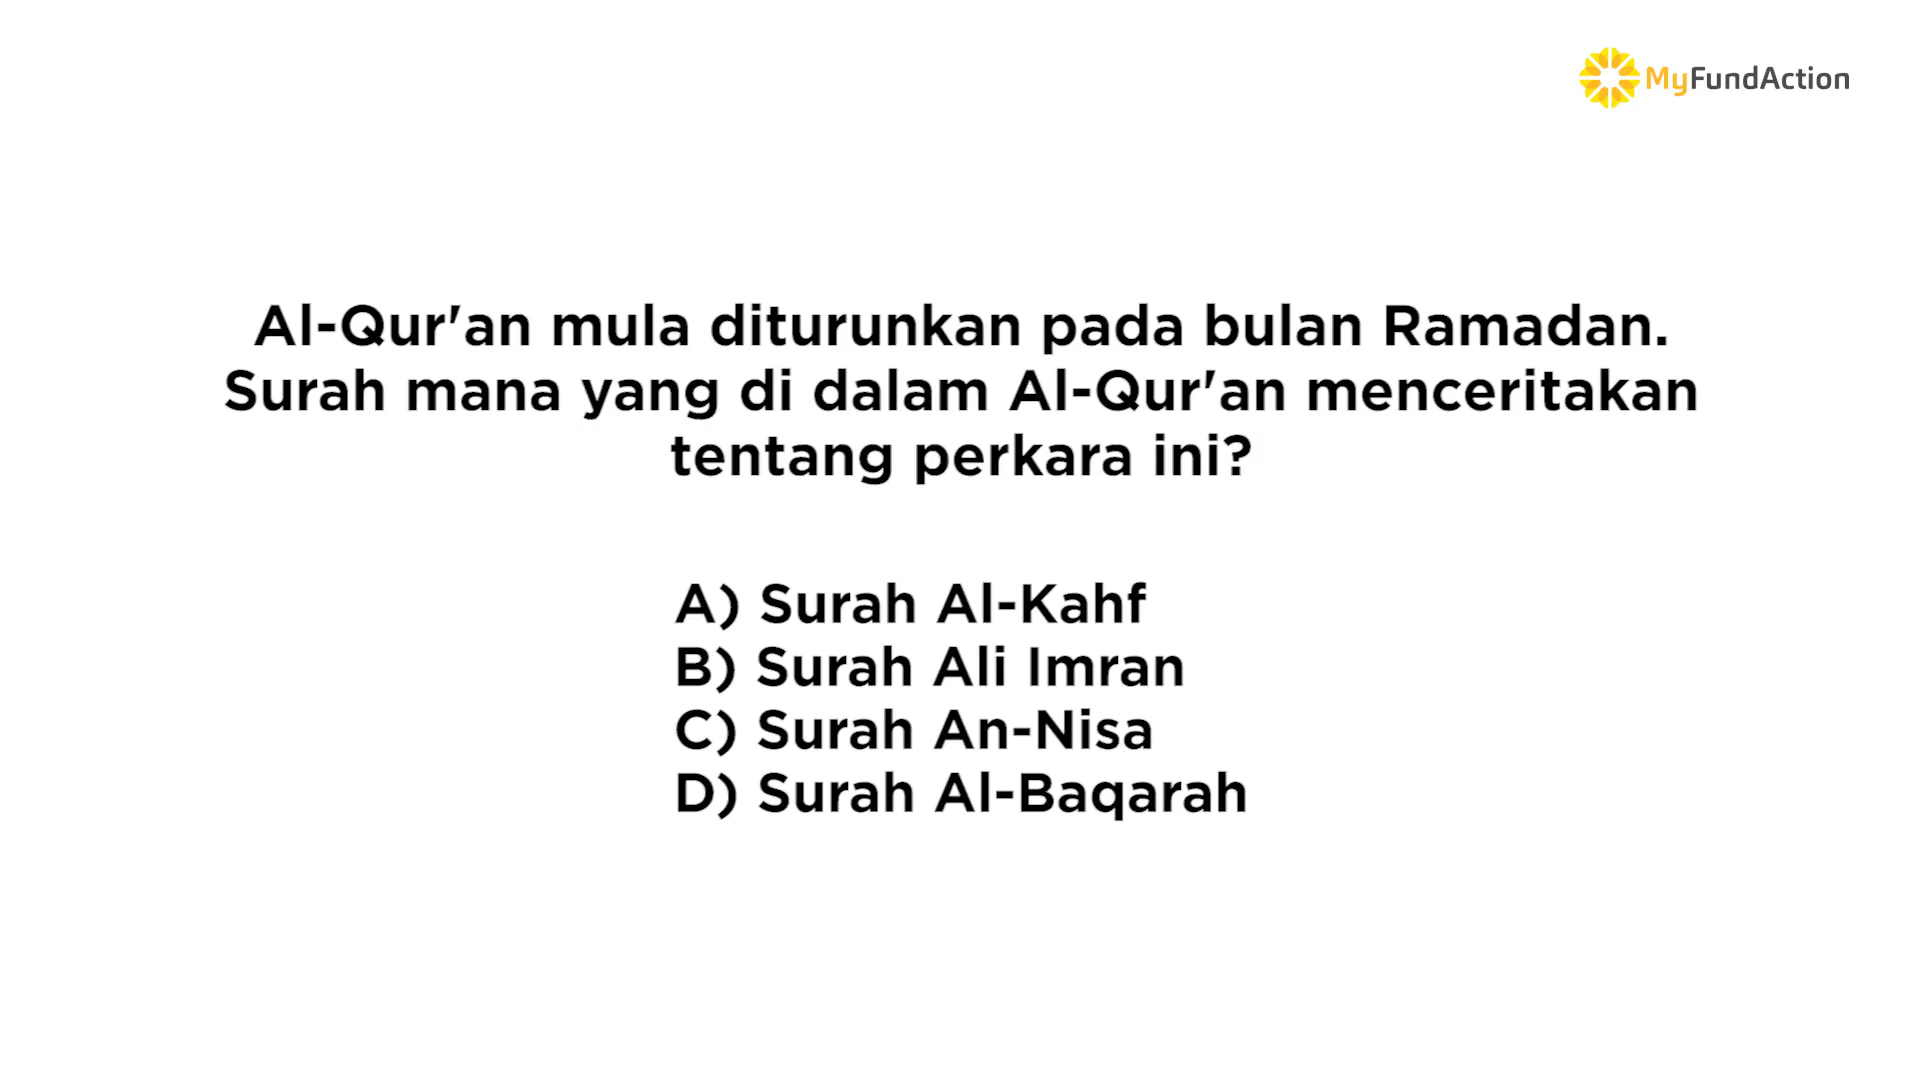 MyFundAction
Al-Qur'an mula diturunkan pada bulan Ramadan.
Surah mana yang di dalam Al-Qur'an menceritakan
tentang perkara ini?
A) Surah Al-Kahf
B) Surah Ali Imran
C) Surah An-Nisa
D) Surah Al-Baqarah